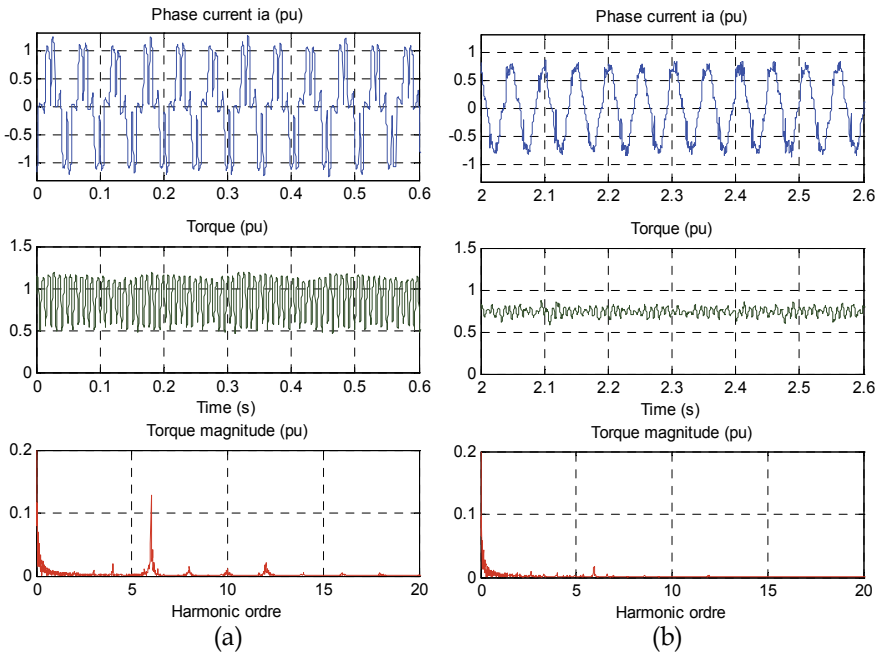 Phase current ia (pu)
1
0.5
0
-0.5
-1
0 0.1 0.2 0.3 0.4 0.5 0.6
Torque (pu)
1.5
1
0.5
0
0 0.1 0.2 0.3 0.4 0.5 0.6
Time (s)
Torque magnitude (pu)
0.2
0.1
0
0 5 10 15 20
Harmonic ordre
(a)
Phase current ia (pu)
1
0.5
0
-0.5
-1
2 2.1 2.2 2.3 2.4 2.5 2.6
Torque (pu)
1.5
1
0.5
0
2 2.1 2.2 2.3 2.4 2.5 2.6
Time (s)
Torque magnitude (pu)
0.2
0.1
0
0 5 10 15 20
Harmonic ordre
(b)